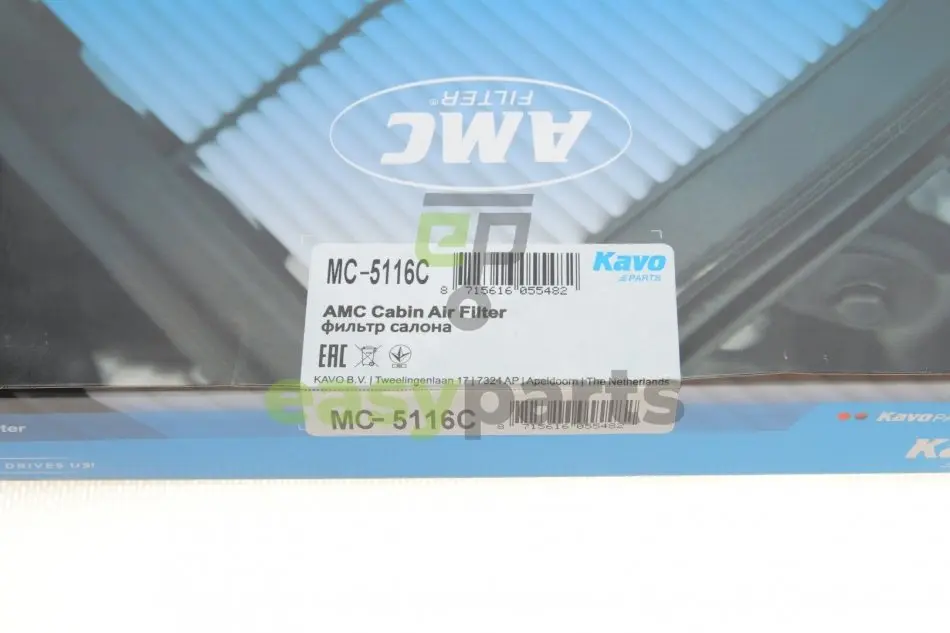 AMC
FILTER®
MC-5116C
8 715616 055482
Kavo
PARTS
AMC Cabin Air Filter
фильтр салона
EAC
KAVO B.V. | Tweelingenlaan 17 | 7324 AP | Apeldoorn | The Netherlands
easyparts
MC-5116C
8 715616 055482
Kavo
DRIVES US!